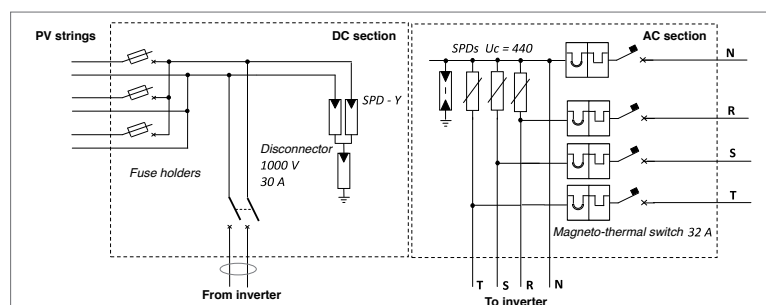 PV strings
DC section
SPD - Y
Disconnector
1000 V
30 A
Fuse holders
From inverter
SPDs Uc = 440
AC section
N
R
S
T
Magneto-thermal switch 32 A
T S R N
To inverter